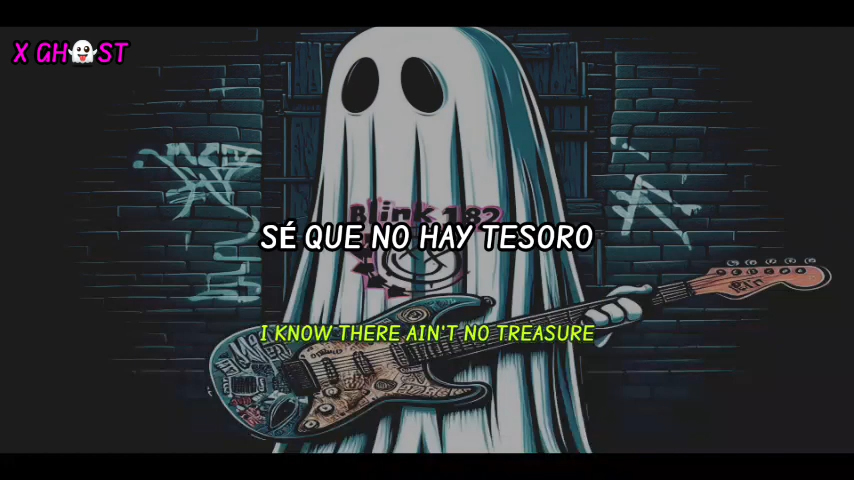 X GH👻ST
Blink 182
SÉ QUE NO HAY TESORO
I KNOW THERE AIN'T NO TREASURE